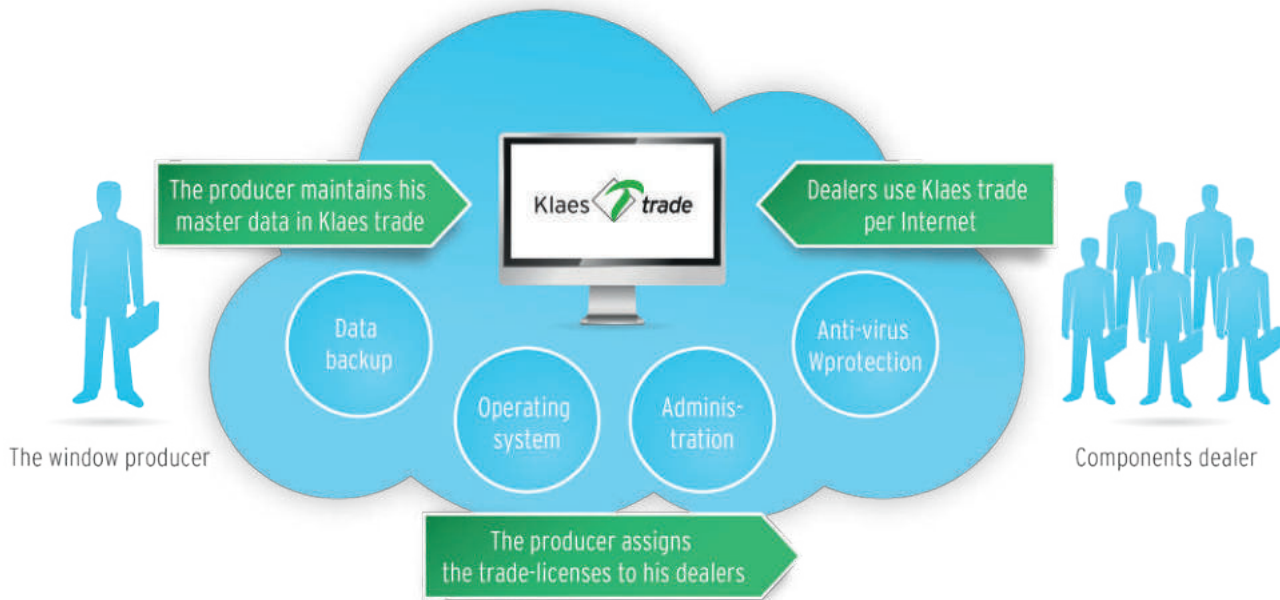 The producer maintains his
master data in Klaes trade
Klaes trade
Dealers use Klaes trade
per Internet
Data
backup
Operating
system
Adminis-
tration
Anti-virus
Wprotection
The window producer
Components dealer
The producer assigns
the trade-licenses to his dealers